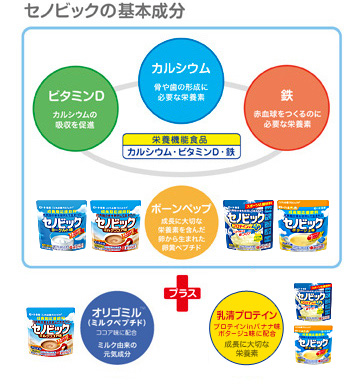 セノビックの基本成分
カルシウム
骨や歯の形成に
必要な栄養素
ビタミンD
カルシウムの
吸収を促進
鉄
赤血球をつくるのに
必要な栄養素
栄養機能食品
カルシウム・ビタミンD・鉄
ボーンペップ
成長に大切な
栄養素を含んだ
卵から生まれた
卵黄ペプチド
セノビック
セノビック
セノビック
セノビック
プラス
オリゴミル
(ミルクペプチド)
ココア味に配合
ミルク由来の
元気成分
セノビック
乳清プロテイン
プロテインinバナナ味
ポタージュ味に配合
成長に大切な
栄養素
セノビック
セノビック